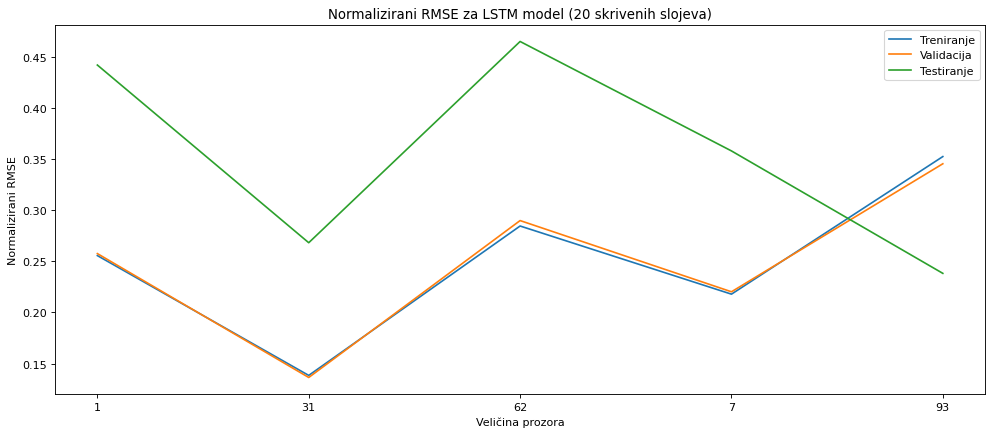 Normalizirani RMSE za LSTM model (20 skrivenih slojeva)
Treniranje
Validacija
Testiranje
Normalizirani RMSE
0.45
0.40
0.35
0.30
0.25
0.20
0.15
1 31 62 7 93
Veličina prozora